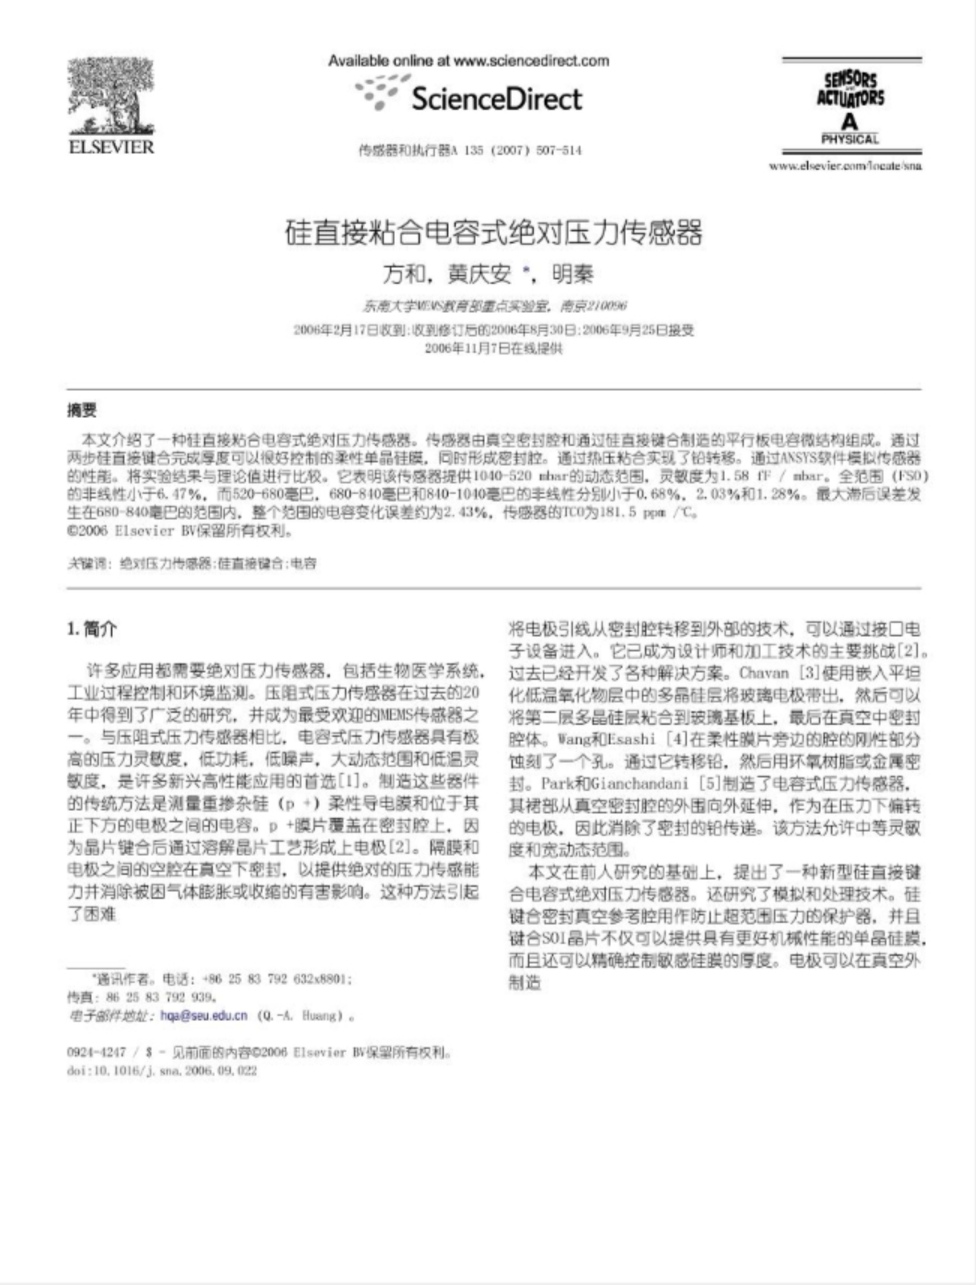 Available online at www.sciencedirect.com
ScienceDirect
ELSEVIER
传感器和执行器A 135 (2007) 507-514
SENSORS
AND
ACTUATORS
A
PHYSICAL
www.elsevier.com/locate/sna
硅直接粘合电容式绝对压力传感器
方和，黄庆安 *，明秦
东南大学MEMS教育部重点实验室，南京210096
2006年2月17日收到;收到修订后的2006年8月30日;2006年9月25日接受
2006年11月7日在线提供
摘要
本文介绍了一种硅直接粘合电容式绝对压力传感器。传感器由真空密封腔和通过硅直接键合制造的平行板电容微结构组成。通过
两步硅直接键合完成厚度可以很好控制的柔性单晶硅膜，同时形成密封腔。通过热压粘合实现了铅转移。通过ANSYS软件模拟传感器
的性能。将实验结果与理论值进行比较。它表明该传感器提供1040-520 mbar的动态范围，灵敏度为1.58 fF / mbar。全范围 (FSO)
的非线性小于6.47%，而520-680毫巴，680-840毫巴和840-1040毫巴的非线性分别小于0.68%，2.03%和1.28%。最大滞后误差发
生在680-840毫巴的范围内，整个范围的电容变化误差约为2.43%，传感器的TCO为181.5 ppm /℃。
©2006 Elsevier BV保留所有权利。
关键词：绝对压力传感器;硅直接键合;电容
1.简介
许多应用都需要绝对压力传感器，包括生物医学系统，
工业过程控制和环境监测。压阻式压力传感器在过去的20
年中得到了广泛的研究，并成为最受欢迎的MEMS传感器之
一。与压阻式压力传感器相比，电容式压力传感器具有极
高的压力灵敏度，低功耗，低噪声，大动态范围和低温灵
敏度，是许多新兴高性能应用的首选[1]。制造这些器件
的传统方法是测量重掺杂硅 (p +) 柔性导电膜和位于其
正下方的电极之间的电容。p +膜片覆盖在密封腔上，因
为晶片键合后通过溶解晶片工艺形成上电极[2]。隔膜和
电极之间的空腔在真空下密封，以提供绝对的压力传感能
力并消除被困气体膨胀或收缩的有害影响。这种方法引起
了困难
*通讯作者。电话：+86 25 83 792 632x8801;
传真：86 25 83 792 939。
电子邮件地址：hqa@seu.edu.cn (Q.-A. Huang) 。
0924-4247 / $ - 见前面的内容©2006 Elsevier BV保留所有权利。
doi:10.1016/j.sna.2006.09.022
将电极引线从密封腔转移到外部的技术，可以通过接口电
子设备进入。它已成为设计师和加工技术的主要挑战[2]。
过去已经开发了各种解决方案。Chavan [3]使用嵌入平坦
化低温氧化物层中的多晶硅层将玻璃电极带出，然后可以
将第二层多晶硅层粘合到玻璃基板上，最后在真空中密封
腔体。Wang和Esashi [4]在柔性膜片旁边的腔的刚性部分
蚀刻了一个孔。通过它转移铅，然后用环氧树脂或金属密
封。Park和Gianchandani [5]制造了电容式压力传感器，
其裙部从真空密封腔的外围向外延伸，作为在压力下偏转
的电极，因此消除了密封的铅传递。该方法允许中等灵敏
度和宽动态范围。
本文在前人研究的基础上，提出了一种新型硅直接键
合电容式绝对压力传感器。还研究了模拟和处理技术。硅
键合密封真空参考腔用作防止超范围压力的保护器，并且
键合SOI晶片不仅可以提供具有更好机械性能的单晶硅膜，
而且还可以精确控制敏感硅膜的厚度。电极可以在真空外
制造